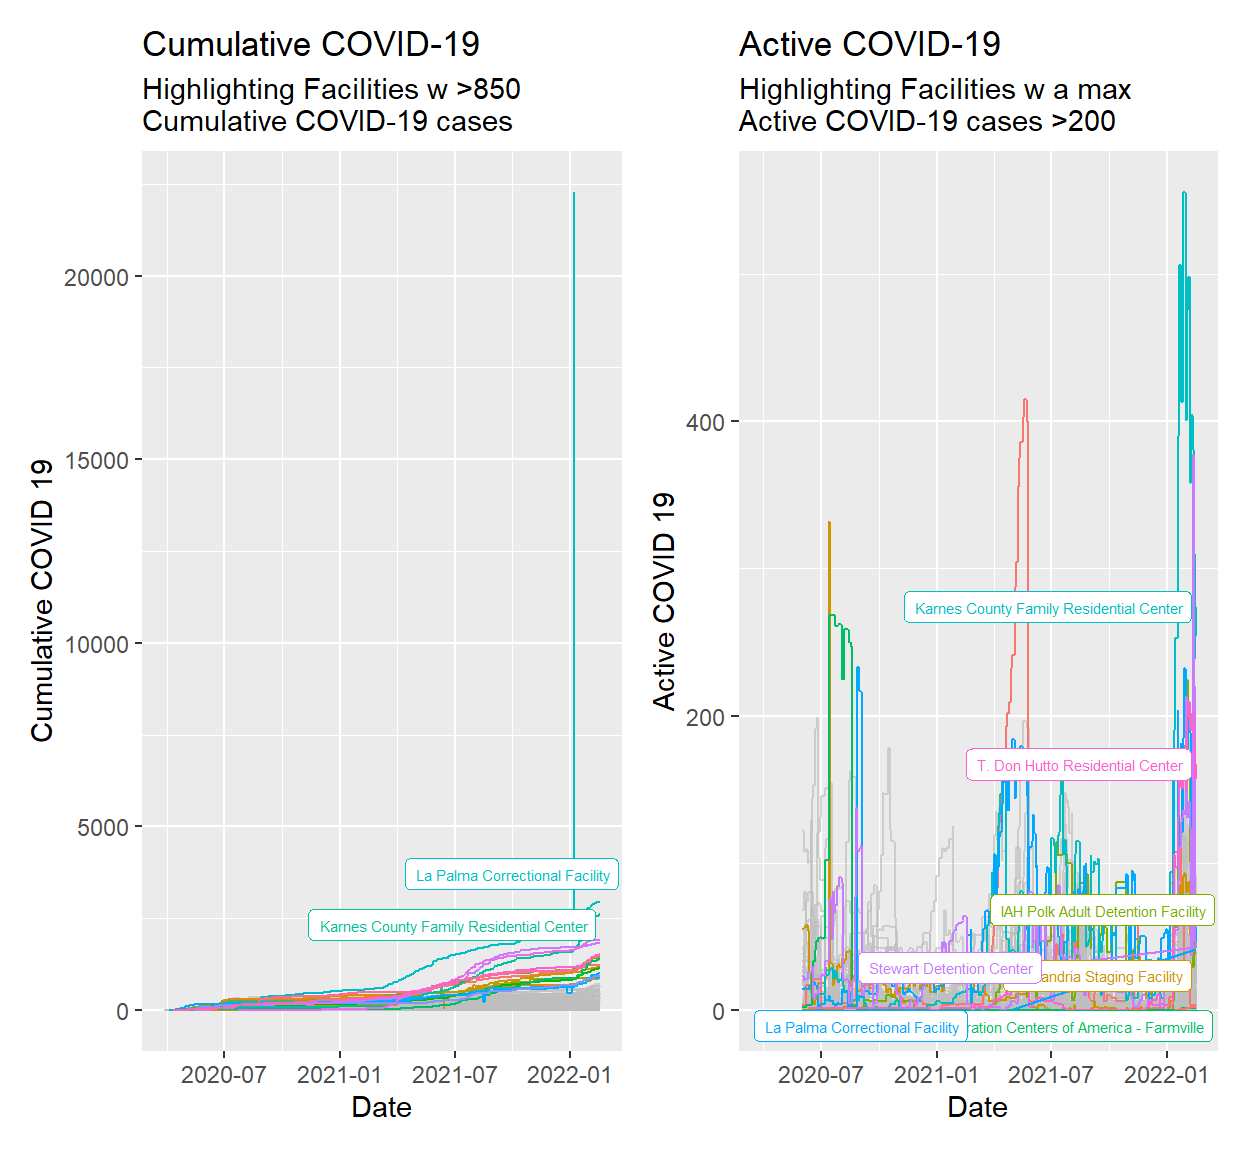 Cumulative COVID-19
Highlighting Facilities w >850
Cumulative COVID-19 cases
Cumulative COVID 19
20000
15000
10000
5000
0
La Palma Correctional Facility
Karnes County Family Residential Center
2020-07
2021-01
2021-07
2022-01
Date
Active COVID-19
Highlighting Facilities w a max
Active COVID-19 cases >200
Active COVID 19
400
200
0
Karnes County Family Residential Center
T. Don Hutto Residential Center
IAH Polk Adult Detention Facility
Stewart Detention Center
andria Staging Facility
La Palma Correctional Facility
ration Centers of America - Farmville
2020-07
2021-01
2021-07
2022-01
Date